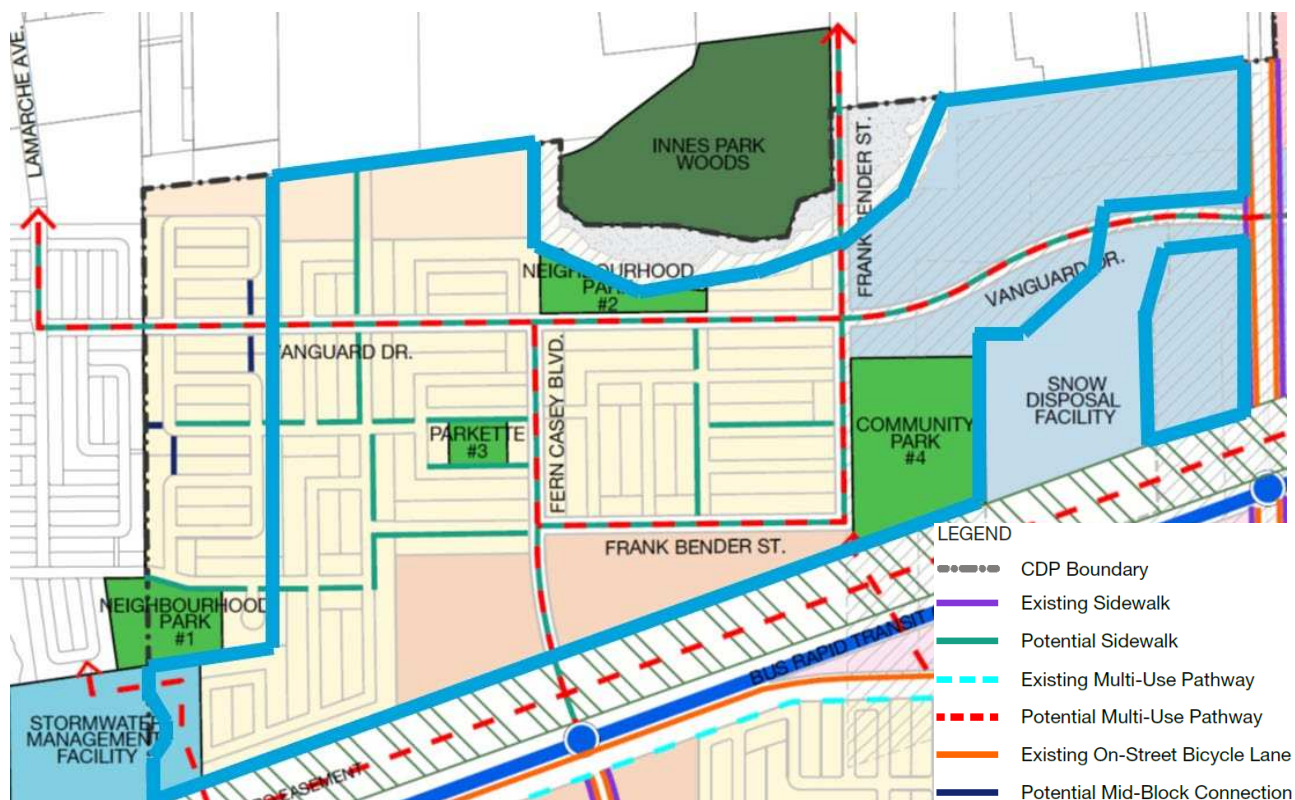 LAMARCHE AVE.
INNES PARK
WOODS
FRANK BENDER ST.
NEIGHBOURHOOD
PARK
#2
VANGUARD DR.
VANGUARD DR.
FERN CASEY BLVD.
PARKETTE
#3
COMMUNITY
PARK
#4
SNOW
DISPOSAL
FACILITY
FRANK BENDER ST.
NEIGHBOURHOOD
PARK
#1
STORMWATER
MANAGEMENT
FACILITY
BUS RAPID TRANSIT
EASEMENT
LEGEND
CDP Boundary
Existing Sidewalk
Potential Sidewalk
Existing Multi-Use Pathway
Potential Multi-Use Pathway
Existing On-Street Bicycle Lane
Potential Mid-Block Connection